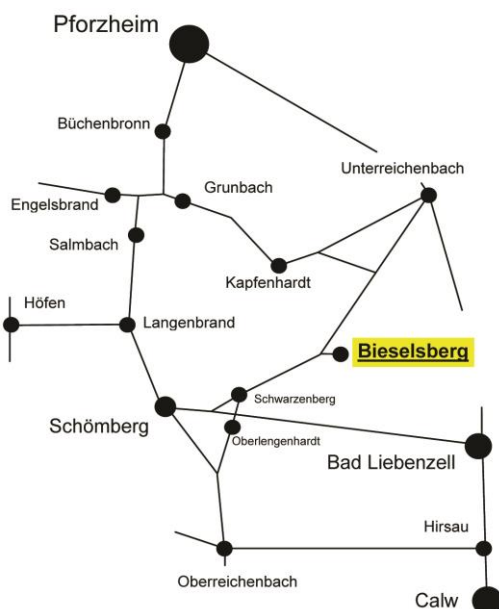 Pforzheim
Büchenbronn
Unterreichenbach
Grunbach
Engelsbrand
Salmbach
Kapfenhardt
Höfen
Langenbrand
Bieselsberg
Schwarzenberg
Schömberg
Oberlengenhardt
Bad Liebenzell
Hirsau
Oberreichenbach
Calw